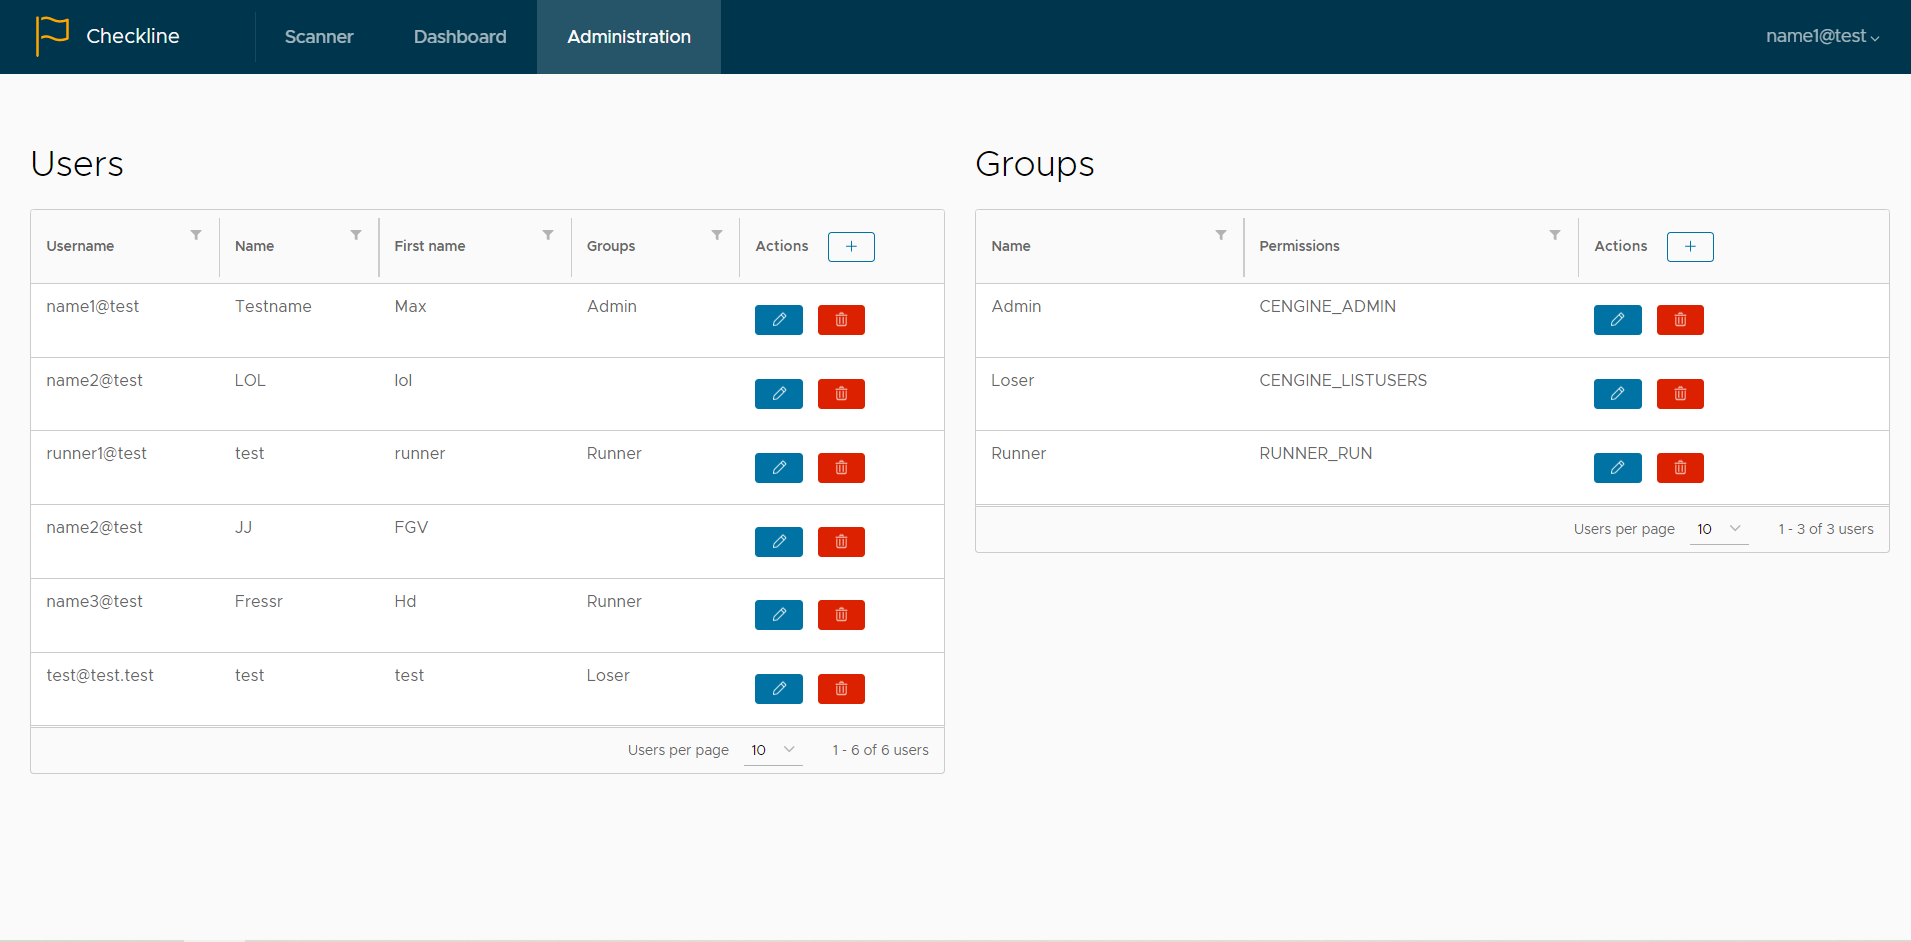 Checkline Scanner Dashboard Administration name1@test
Users
Username Name First name Groups Actions +
name1@test Testname Max Admin
name2@test LOL lol
runner1@test test runner Runner
name2@test JJ FGV
name3@test Fressr Hd Runner
test@test.test test test Loser
Users per page 10 1 - 6 of 6 users
Groups
Name Permissions Actions +
Admin CENGINE_ADMIN
Loser CENGINE_LISTUSERS
Runner RUNNER_RUN
Users per page 10 1 - 3 of 3 users